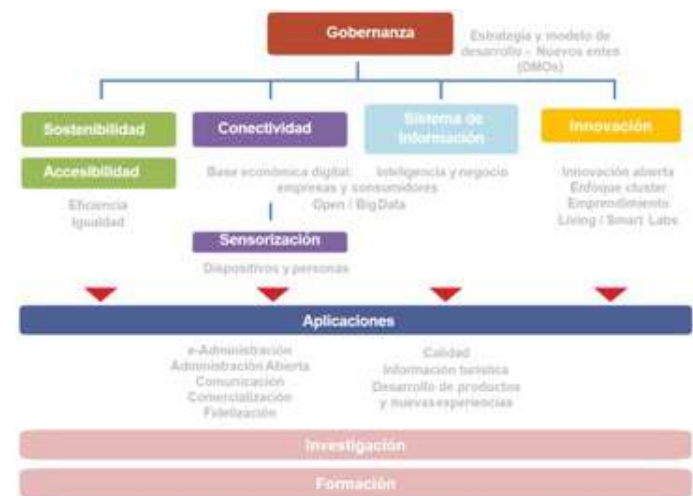 Gobernanza
Estrategia y modelo de
desarrollo – Nuevos entes
(DMOs)
Sostenibilidad
Conectividad
Sistema de
Información
Innovación
Accesibilidad
Eficiencia
Igualdad
Base económica digital:
empresas y consumidores
Open / Big Data
Inteligencia y negocio
Innovación abierta
Enfoque cluster
Emprendimiento
Living / Smart Labs
Sensorización
Dispositivos y personas
Aplicaciones
e-Administración
Administración Abierta
Comunicación
Comercialización
Fidelización
Calidad
Información turística
Desarrollo de productos
y nuevas experiencias
Investigación
Formación